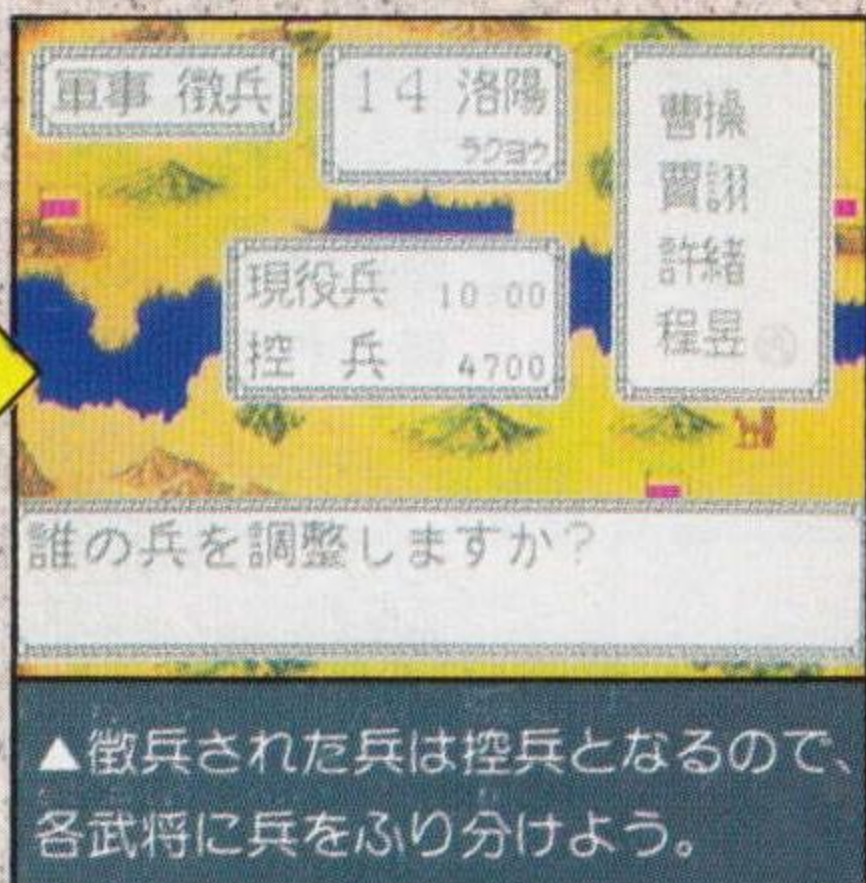 軍事 徴兵
14 洛陽
ラクヨウ
曹操
賈詡
許緒
程昱
現役兵 10000
控 兵 4700
誰の兵を調整しますか?
▲徴兵された兵は控兵となるので、
各武将に兵をふり分けよう。